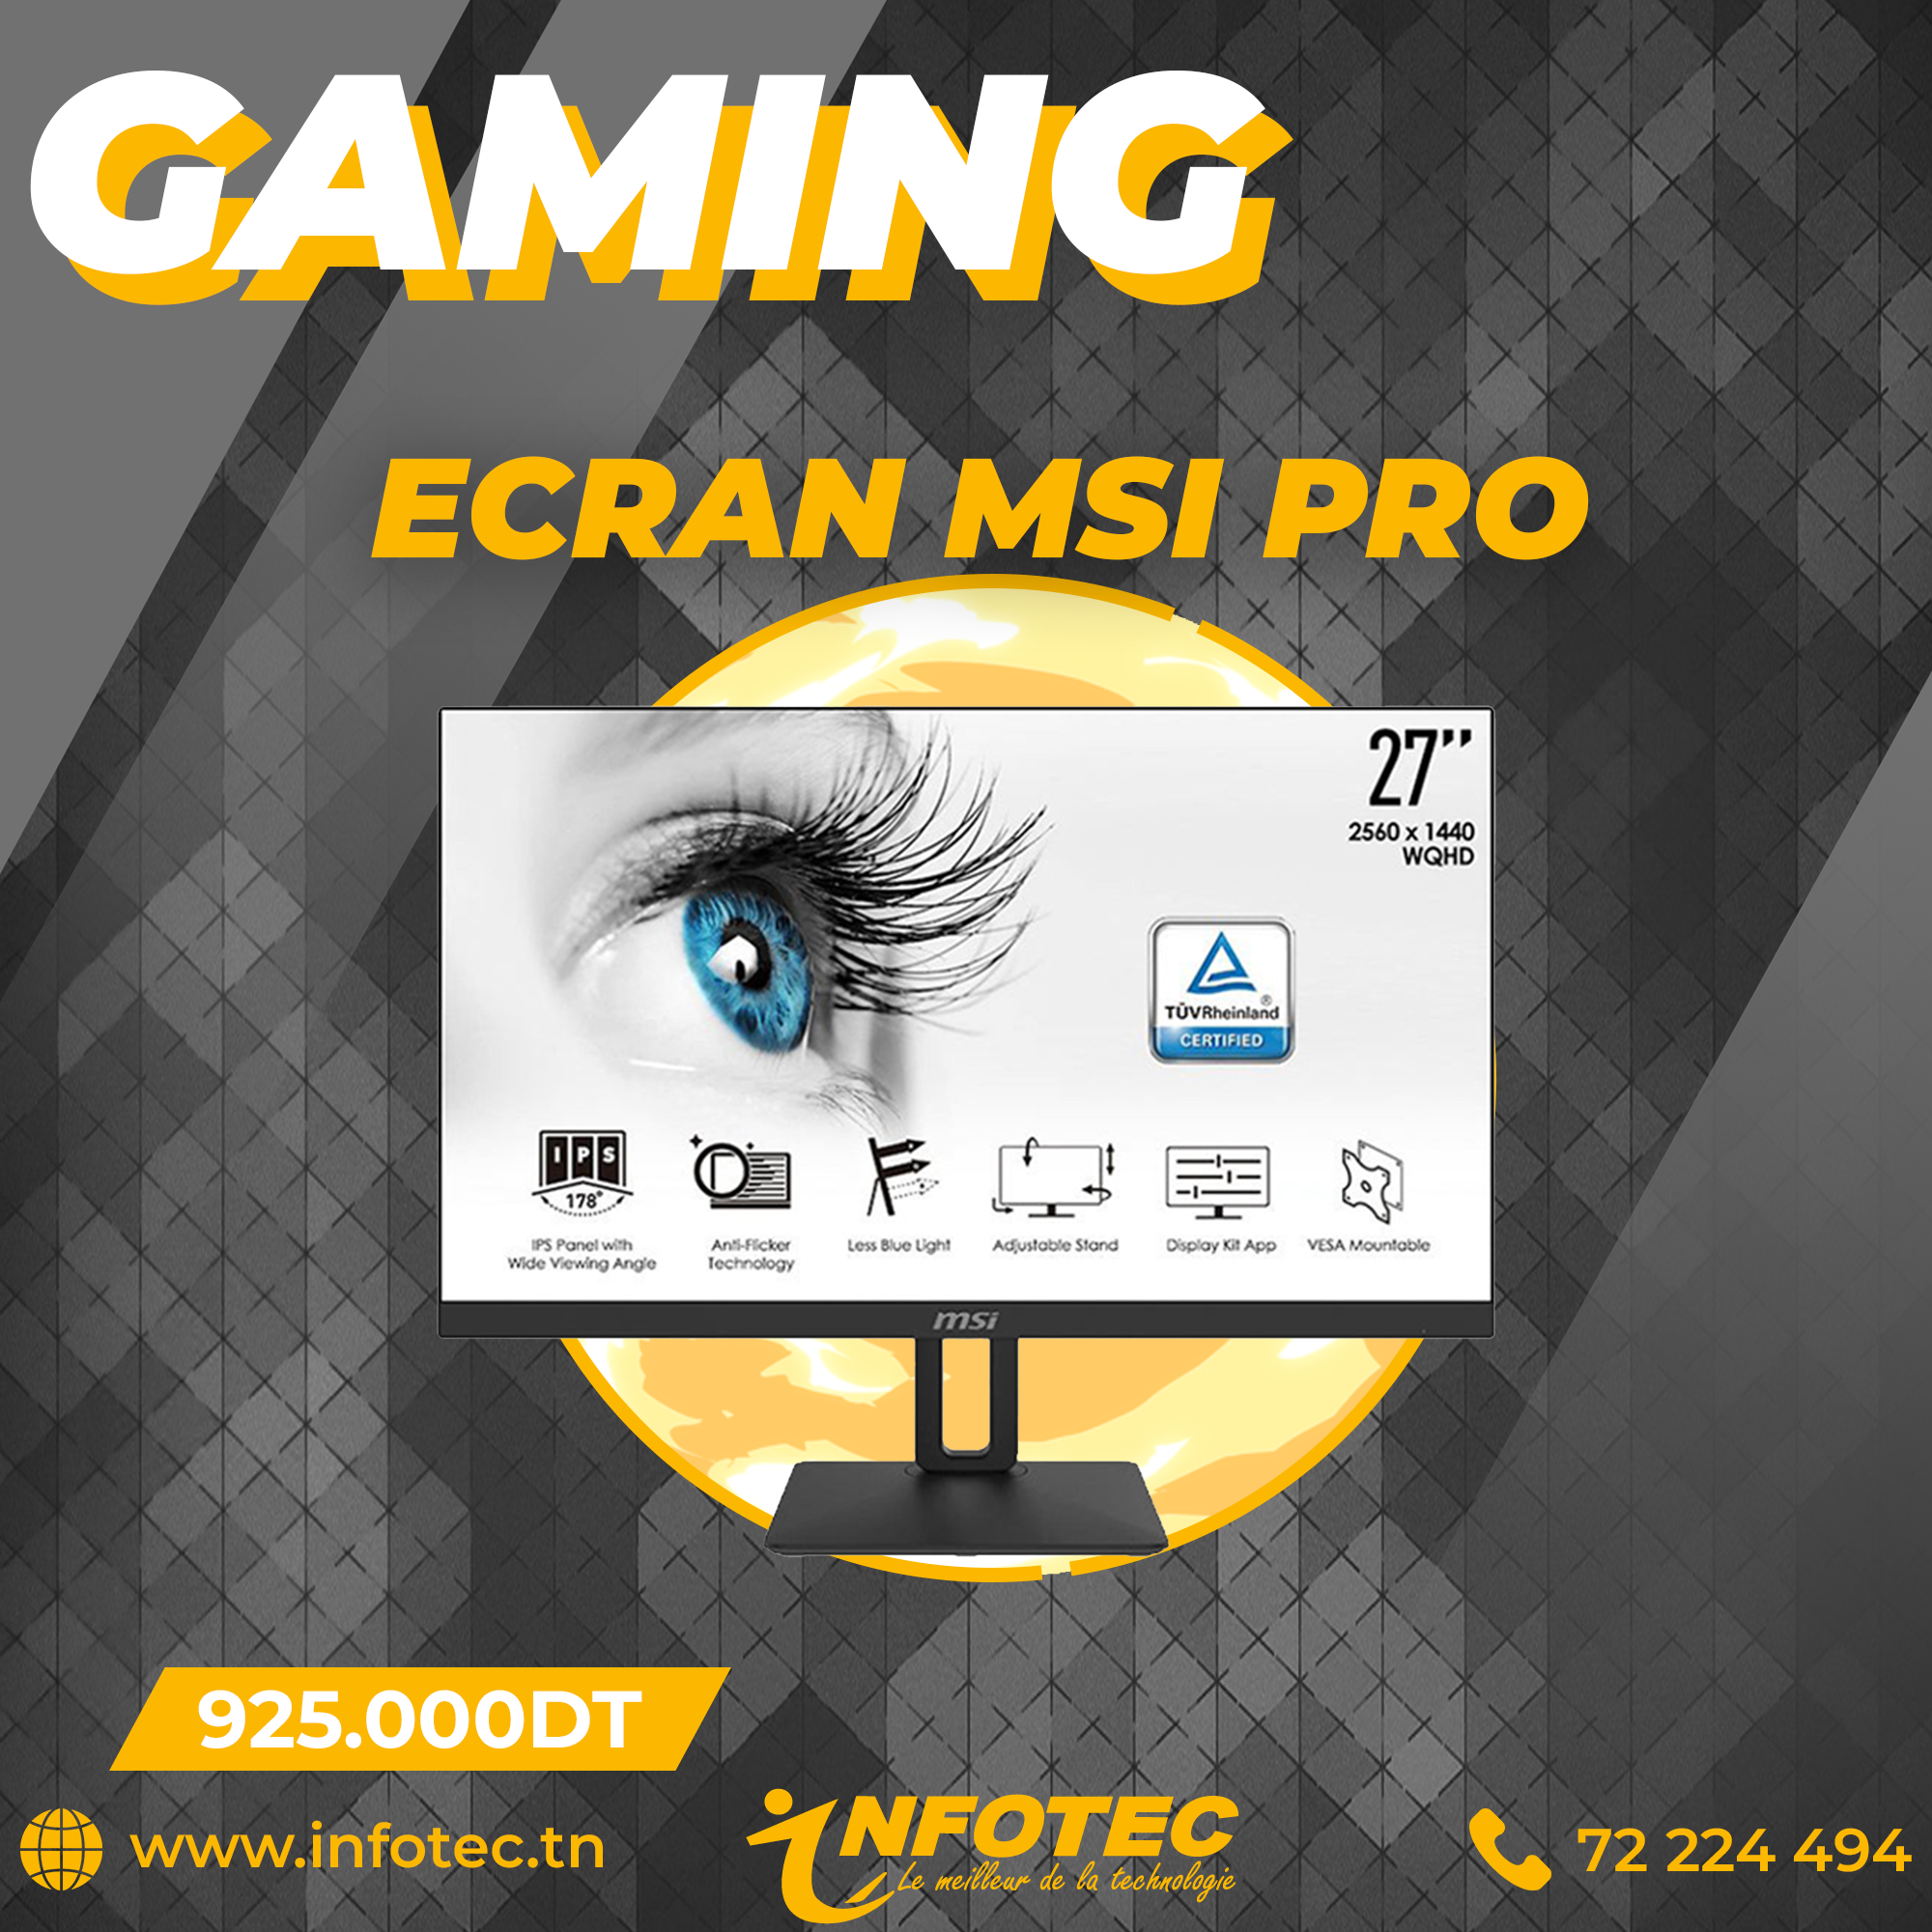 GAMING
ECRAN MSI PRO
27"
2560 x 1440
WQHD
TÜVRheinland®
CERTIFIED
IPS
178°
IPS Panel with
Wide Viewing Angle
Anti-Flicker
Technology
Less Blue Light
Adjustable Stand
Display Kit App
VESA Mountable
msi
925.000DT
www.infotec.tn
iNFOTEC
Le meilleur de la technologie
72 224 494